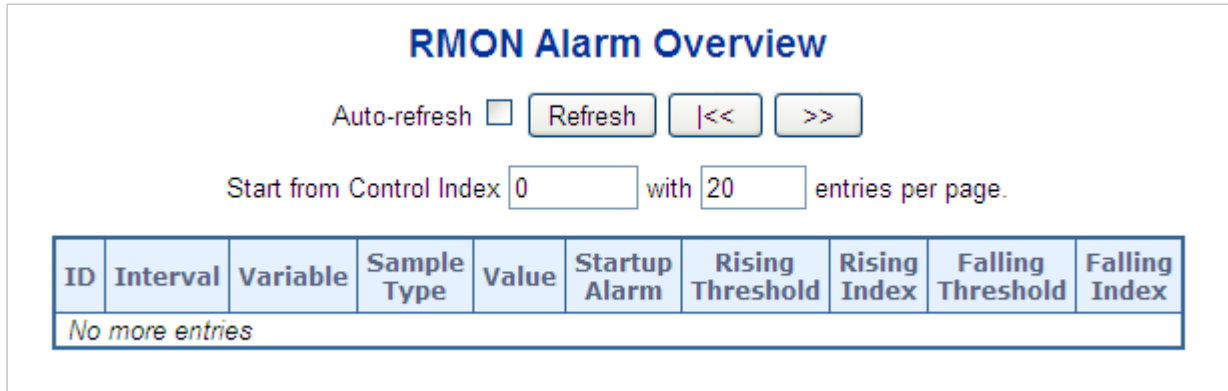 RMON Alarm Overview
Auto-refresh Refresh |<< >>
Start from Control Index 0 with 20 entries per page.
ID Interval Variable Sample Type Value Startup Alarm Rising Threshold Rising Index Falling Threshold Falling Index
No more entries